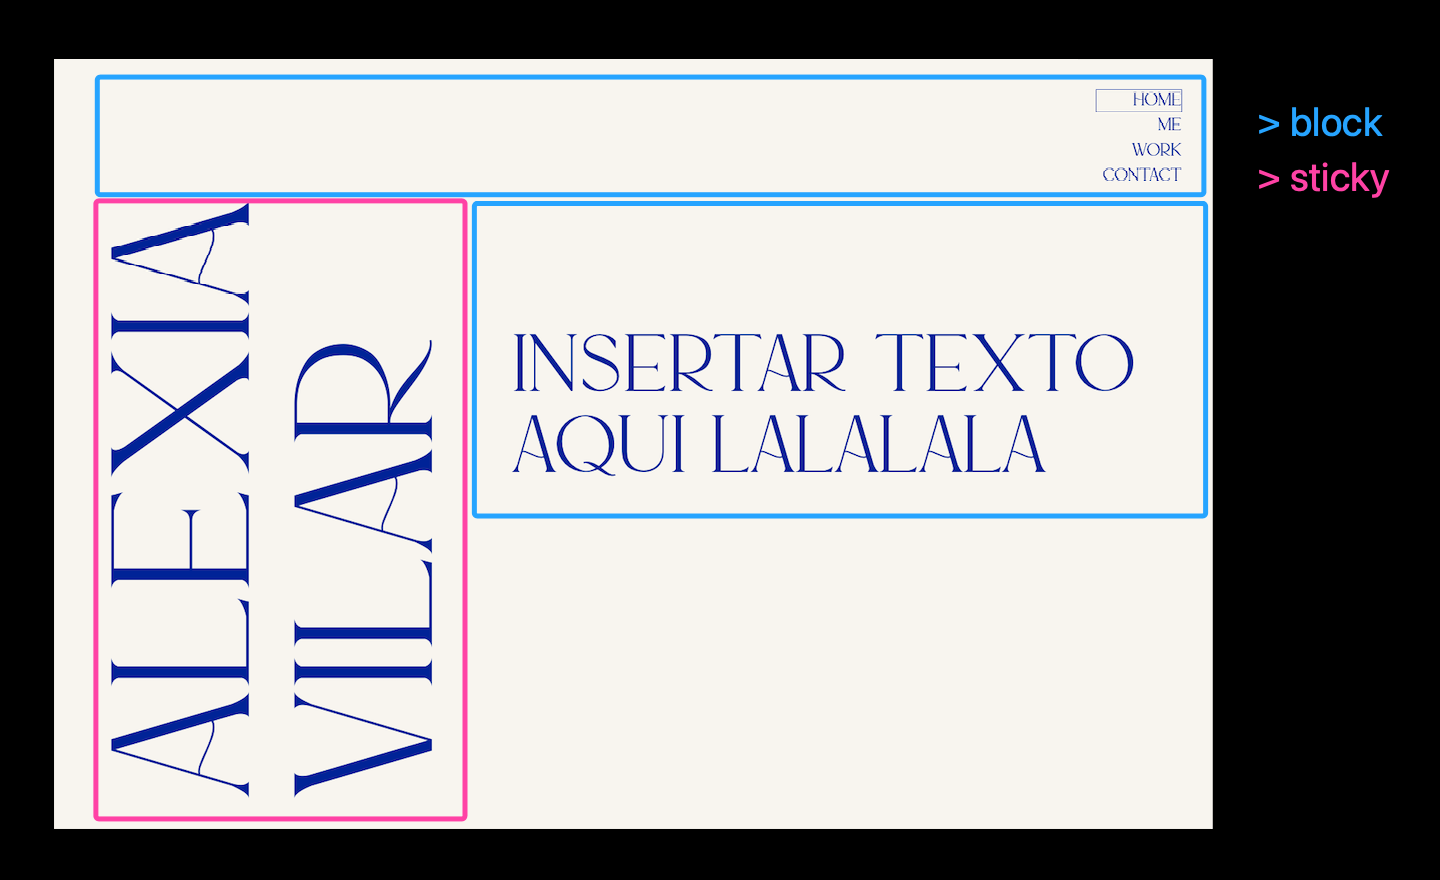 HOME
ME
WORK
CONTACT
> block
> sticky
ALEXIA
VILAR
INSERTAR TEXTO
AQUI LALALALA